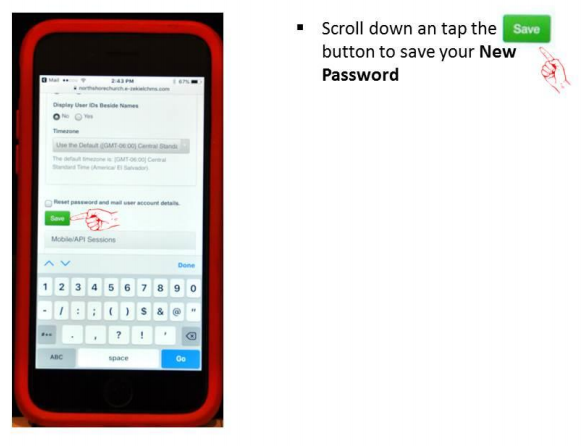 ▪ Scroll down an tap the Save
button to save your New
Password
Mail 2:43 PM 67%
northshorechurch.e-zekielcms.com
Display User IDs Beside Names
No Yes
Timezone
Use the Default ([GMT-06:00] Central Stands
The default timezone is: [GMT-06:00] Central
Standard Time (America/ El Salvador)
Reset password and mail user account details.
Save
Mobile/API Sessions
Done
1 2 3 4 5 6 7 8 9 0
- / : ; ( ) $ & @ "
#+= . , ? ! '
ABC space Go